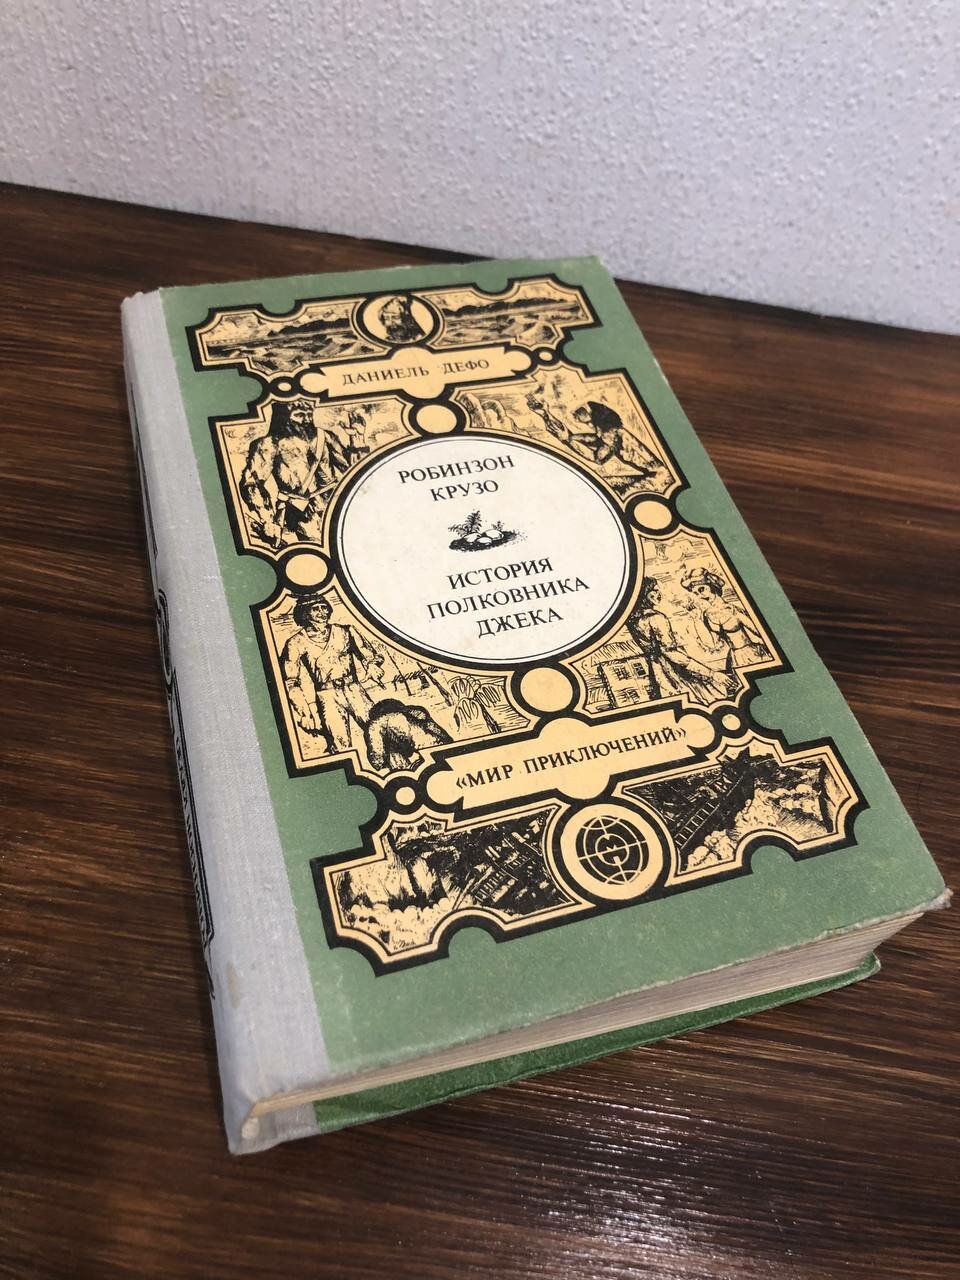 ДАНИЕЛЬ ДЕФО
РОБИНЗОН
КРУЗО
ИСТОРИЯ
ПОЛКОВНИКА
ДЖЕКА
«МИР ПРИКЛЮЧЕНИЙ»